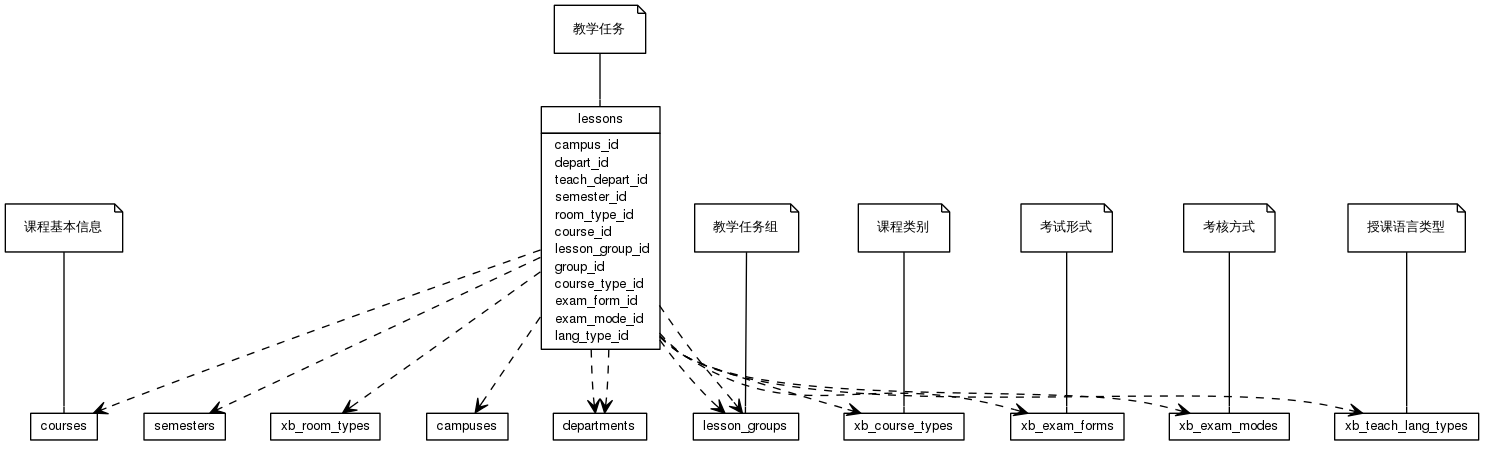 教学任务
lessons
campus_id
depart_id
teach_depart_id
semester_id
room_type_id
course_id
lesson_group_id
group_id
course_type_id
exam_form_id
exam_mode_id
lang_type_id
课程基本信息
教学任务组
课程类别
考试形式
考核方式
授课语言类型
courses
semesters
xb_room_types
campuses
departments
lesson_groups
xb_course_types
xb_exam_forms
xb_exam_modes
xb_teach_lang_types